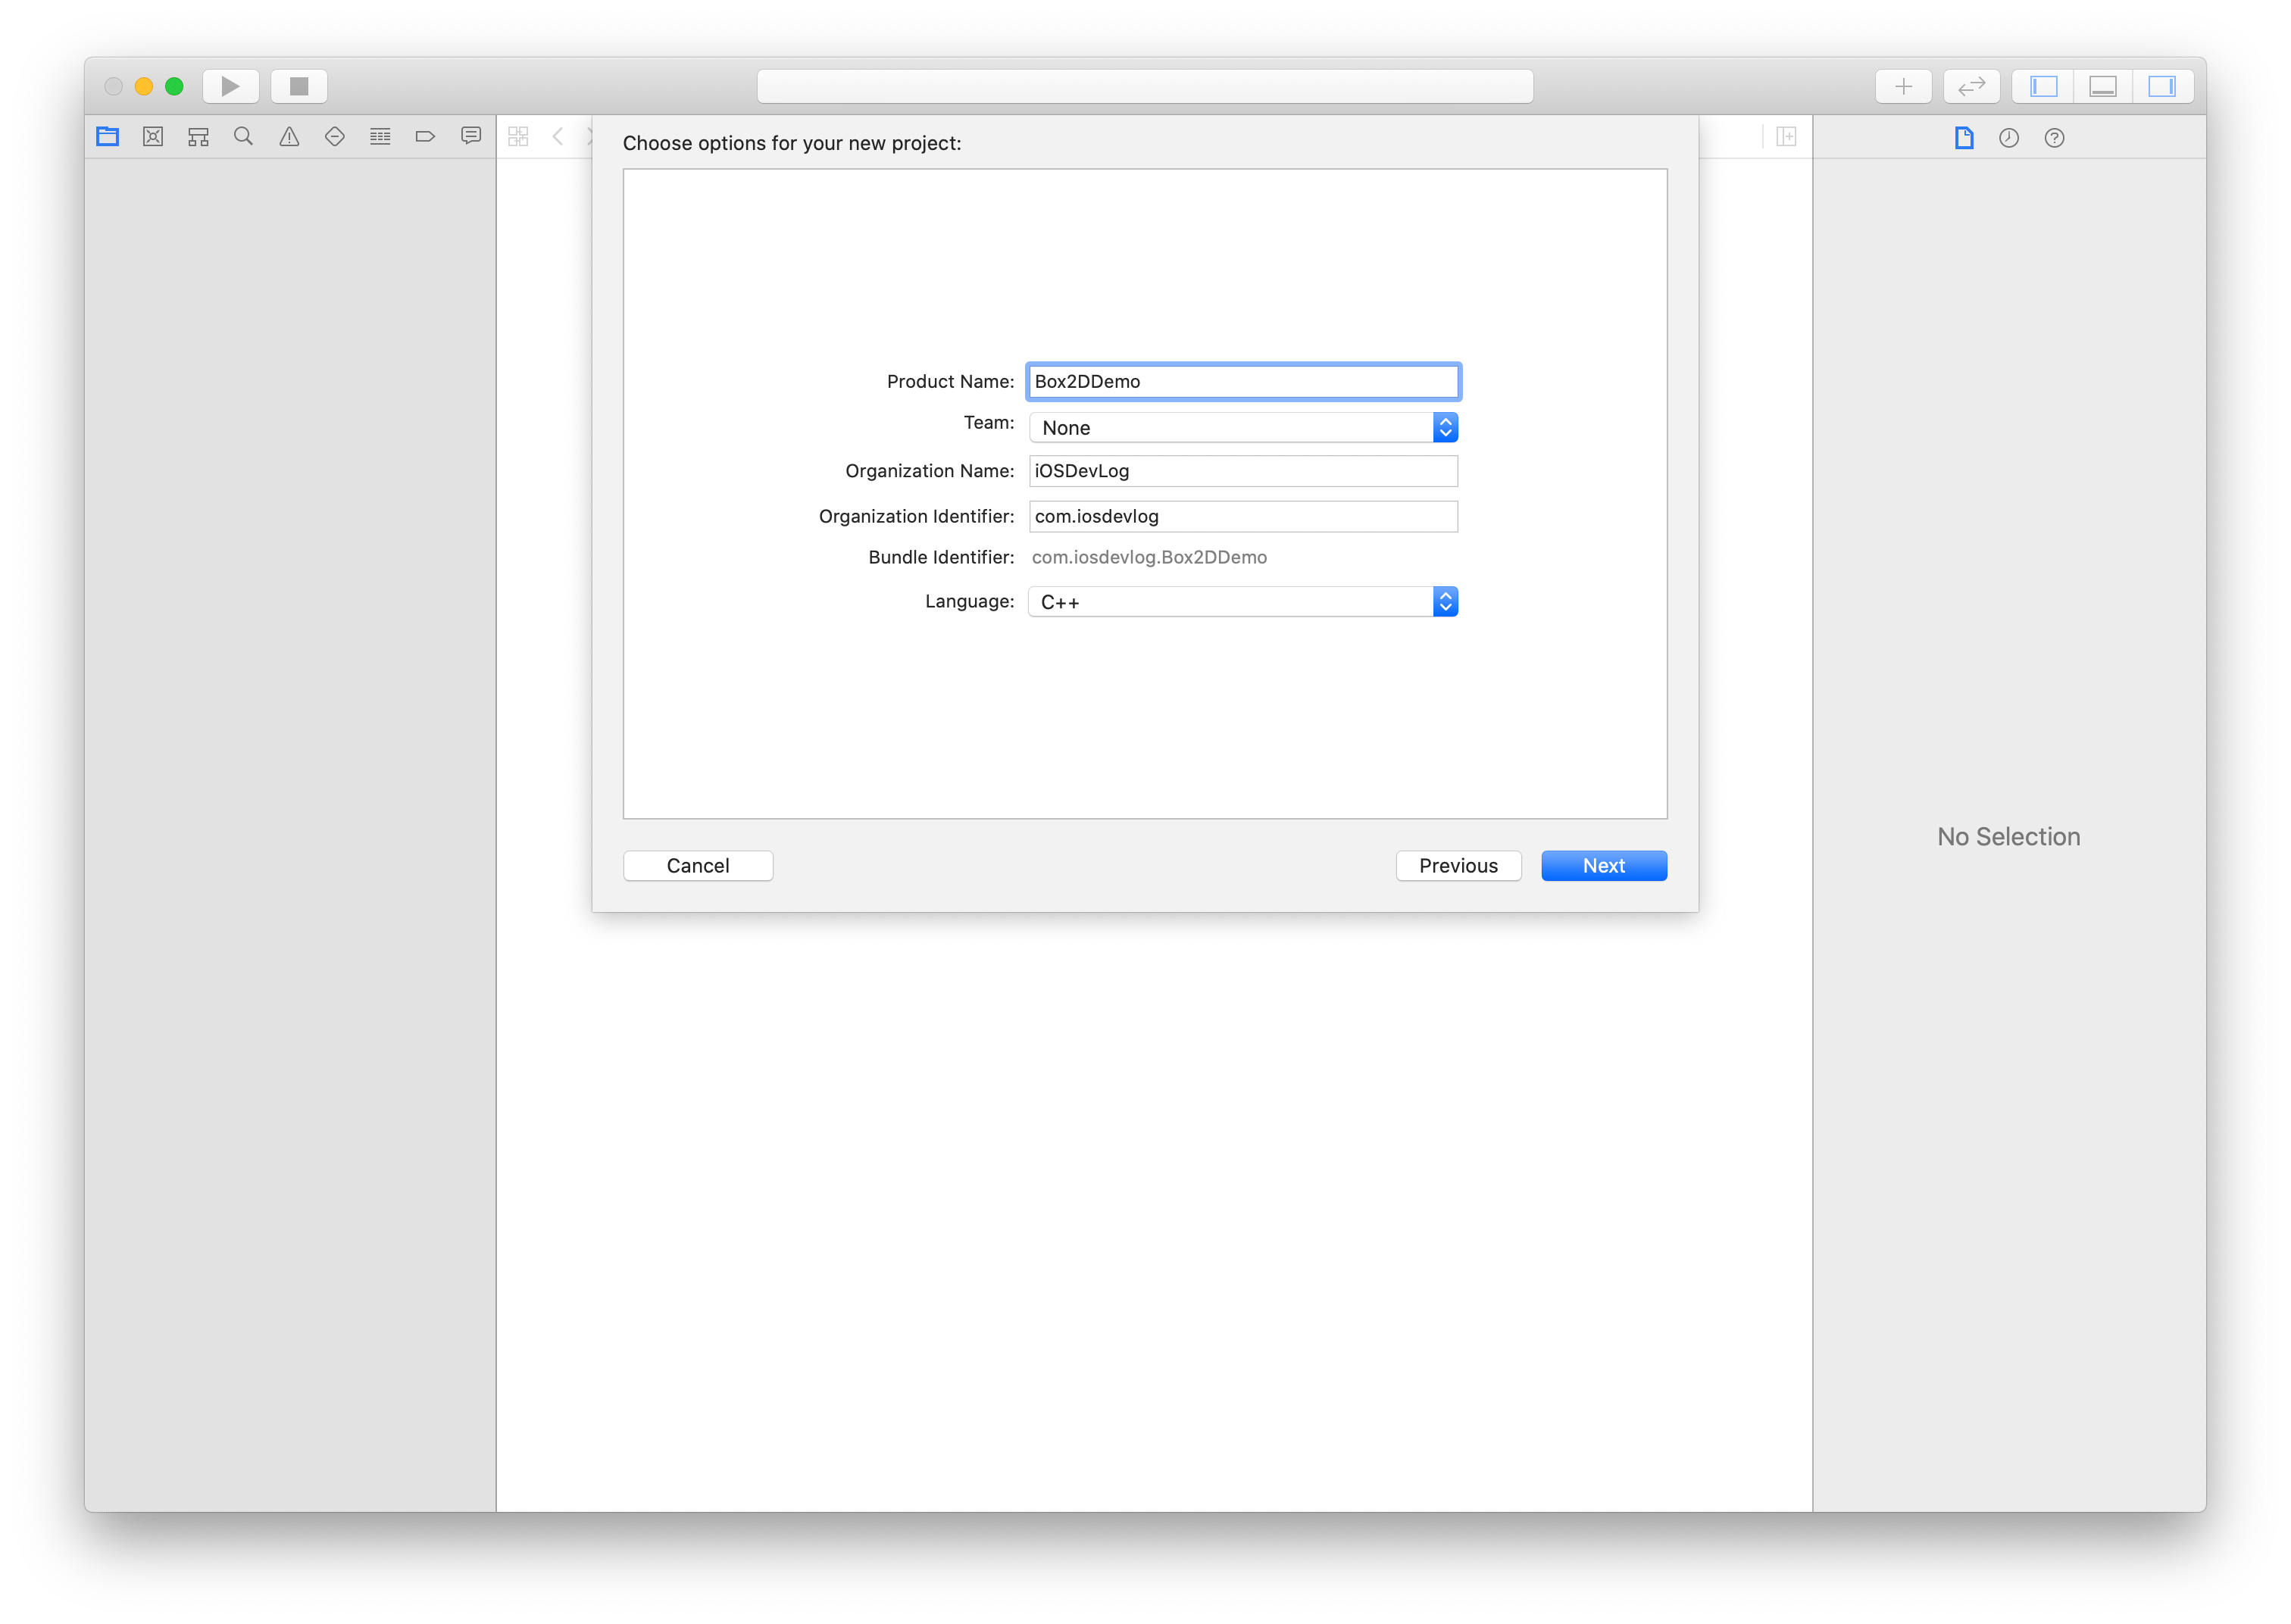 Choose options for your new project:
Product Name: Box2DDemo
Team: None
Organization Name: iOSDevLog
Organization Identifier: com.iosdevlog
Bundle Identifier: com.iosdevlog.Box2DDemo
Language: C++
No Selection
Cancel Previous Next